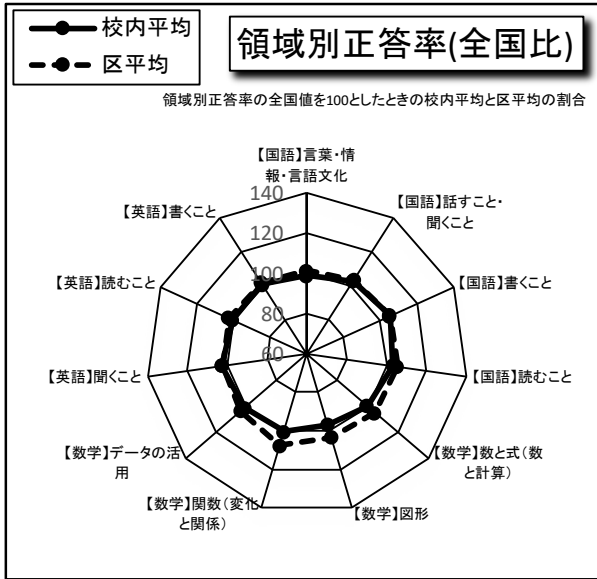 校内平均
区平均
領域別正答率(全国比)
領域別正答率の全国値を100としたときの校内平均と区平均の割合
【国語】言葉・情
報・言語文化
【国語】話すこと・
聞くこと
【国語】書くこと
【国語】読むこと
【数学】数と式(数
と計算)
【数学】図形
【数学】関数(変化
と関係)
【数学】データの活
用
【英語】聞くこと
【英語】読むこと
【英語】書くこと
140
120
100
80
60